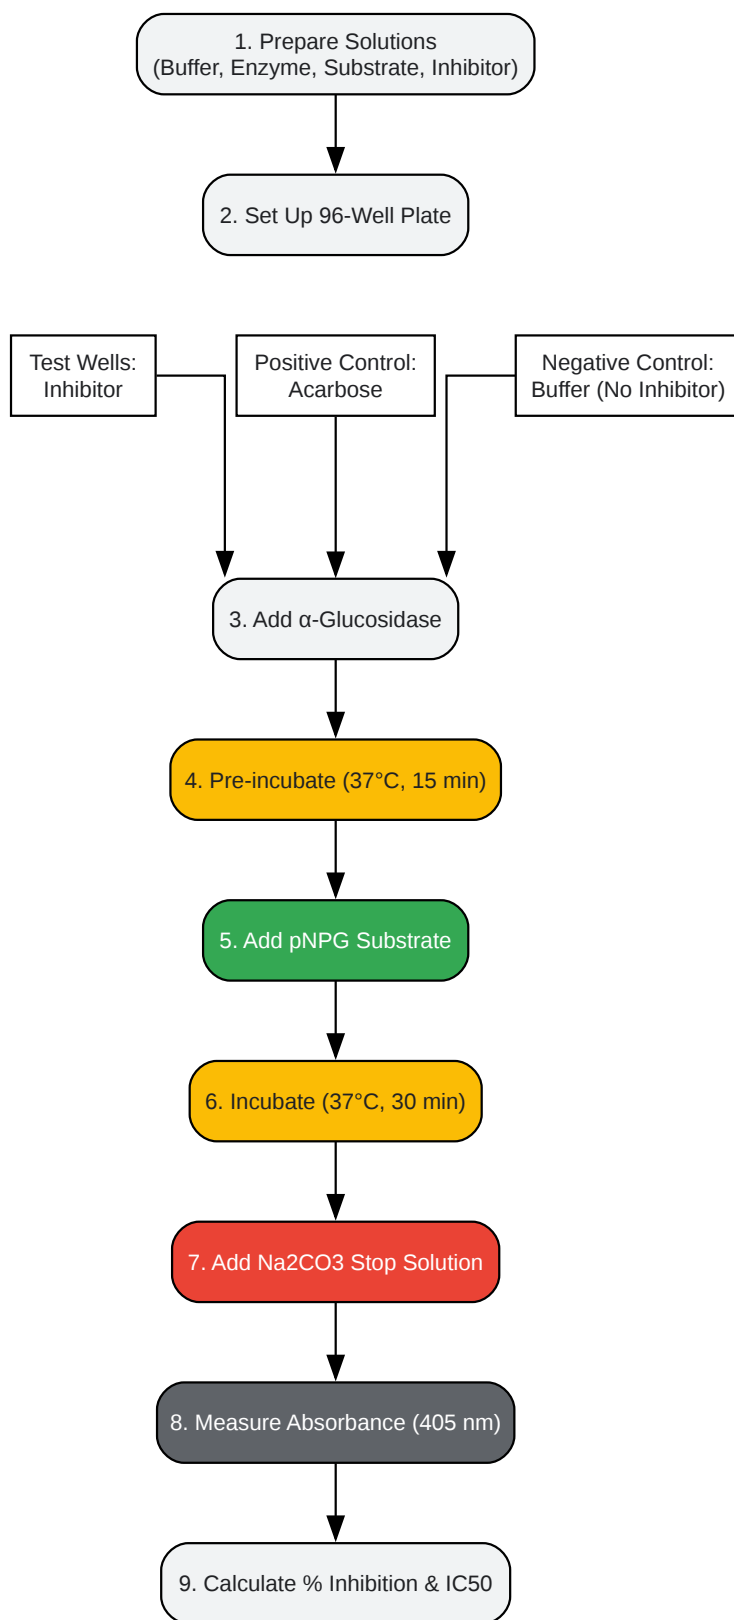 1. Prepare Solutions
(Buffer, Enzyme, Substrate, Inhibitor)
2. Set Up 96-Well Plate
Test Wells:
Inhibitor
Positive Control:
Acarbose
Negative Control:
Buffer (No Inhibitor)
3. Add α-Glucosidase
4. Pre-incubate (37°C, 15 min)
5. Add pNPG Substrate
6. Incubate (37°C, 30 min)
7. Add Na2CO3 Stop Solution
8. Measure Absorbance (405 nm)
9. Calculate % Inhibition & IC50